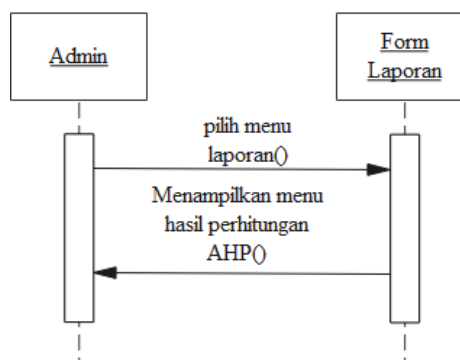 Admin
Form
Laporan
pilih menu
laporan()
Menampilkan menu
hasil perhitungan
AHP()